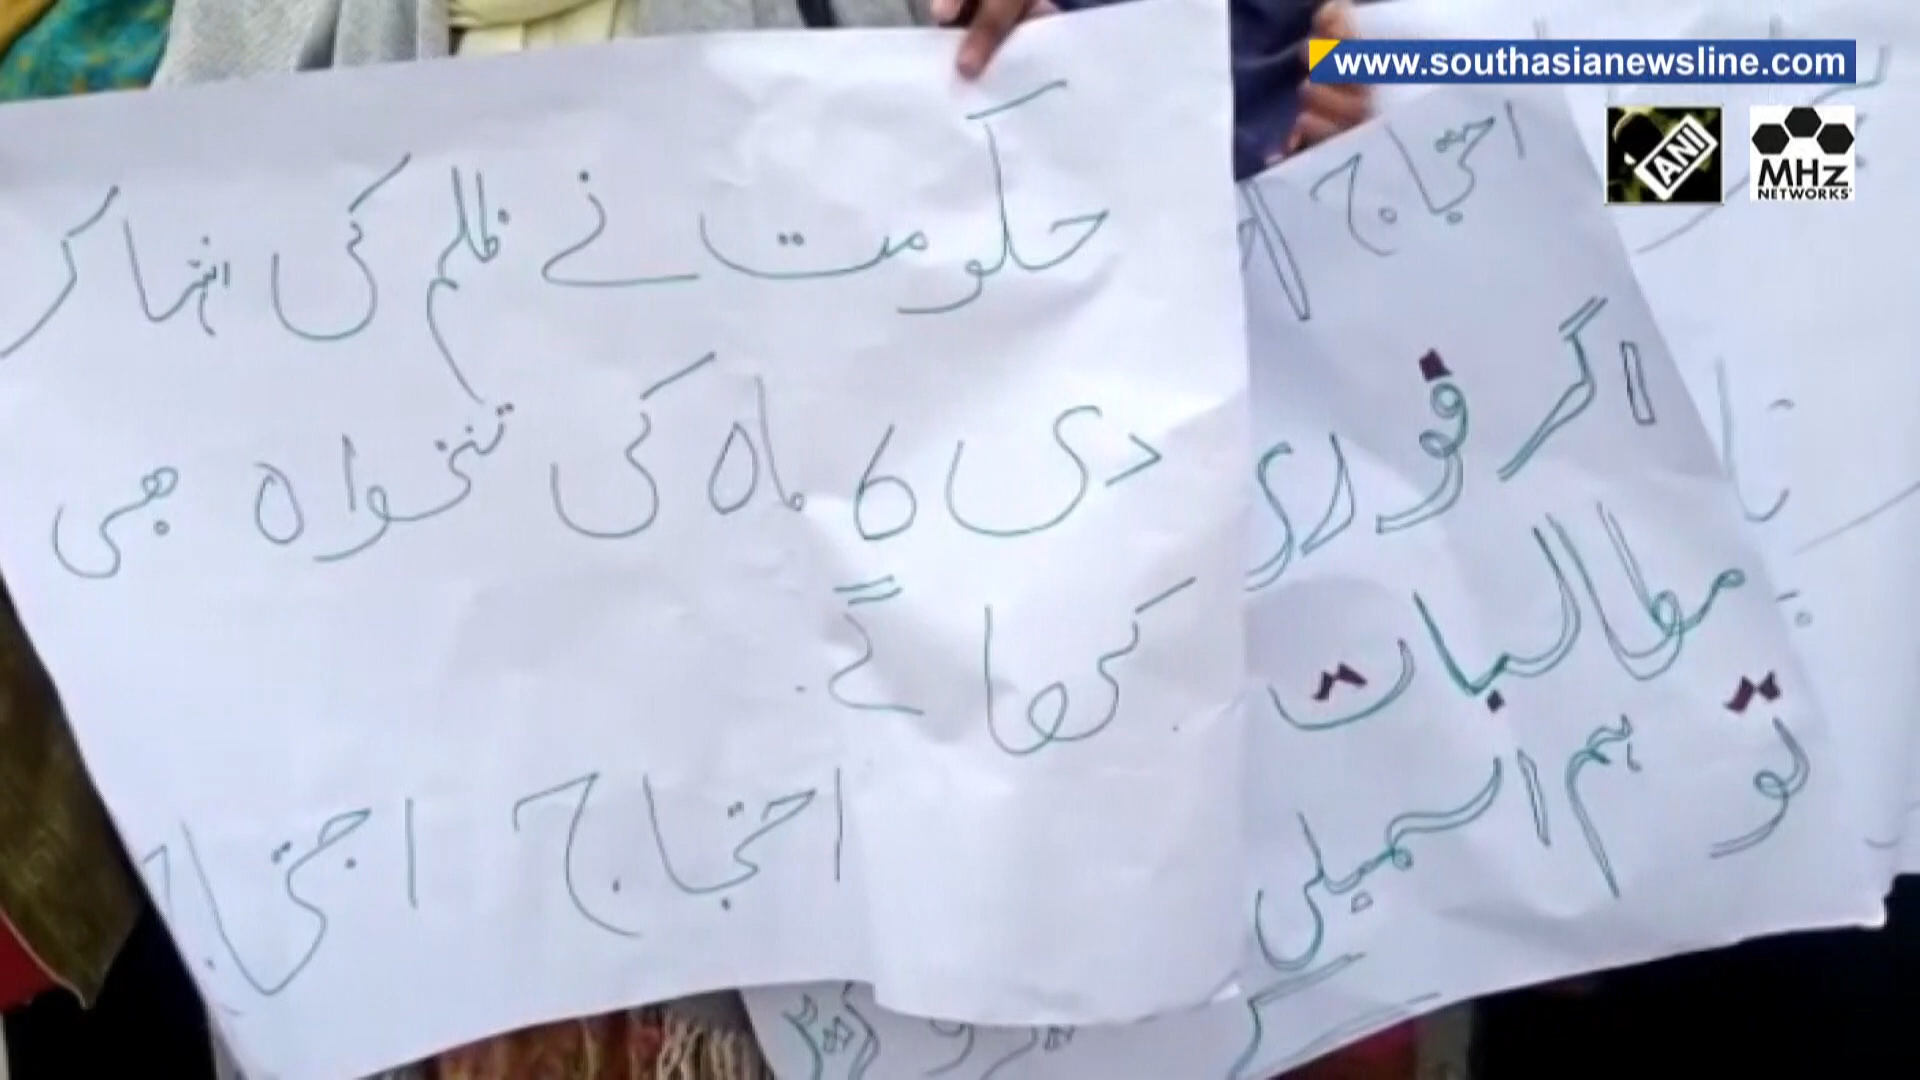 www.southasianewsline.com
ANI
MHz
NETWORKS
حکومت نے ظلم کی انتہا کر
دی 6 ماہ کی تنخواہ بھی
کھا گے
احتجاج احتجاج
احتجاج
اگر فوری
مطالبات
تو ہم اسمبلی